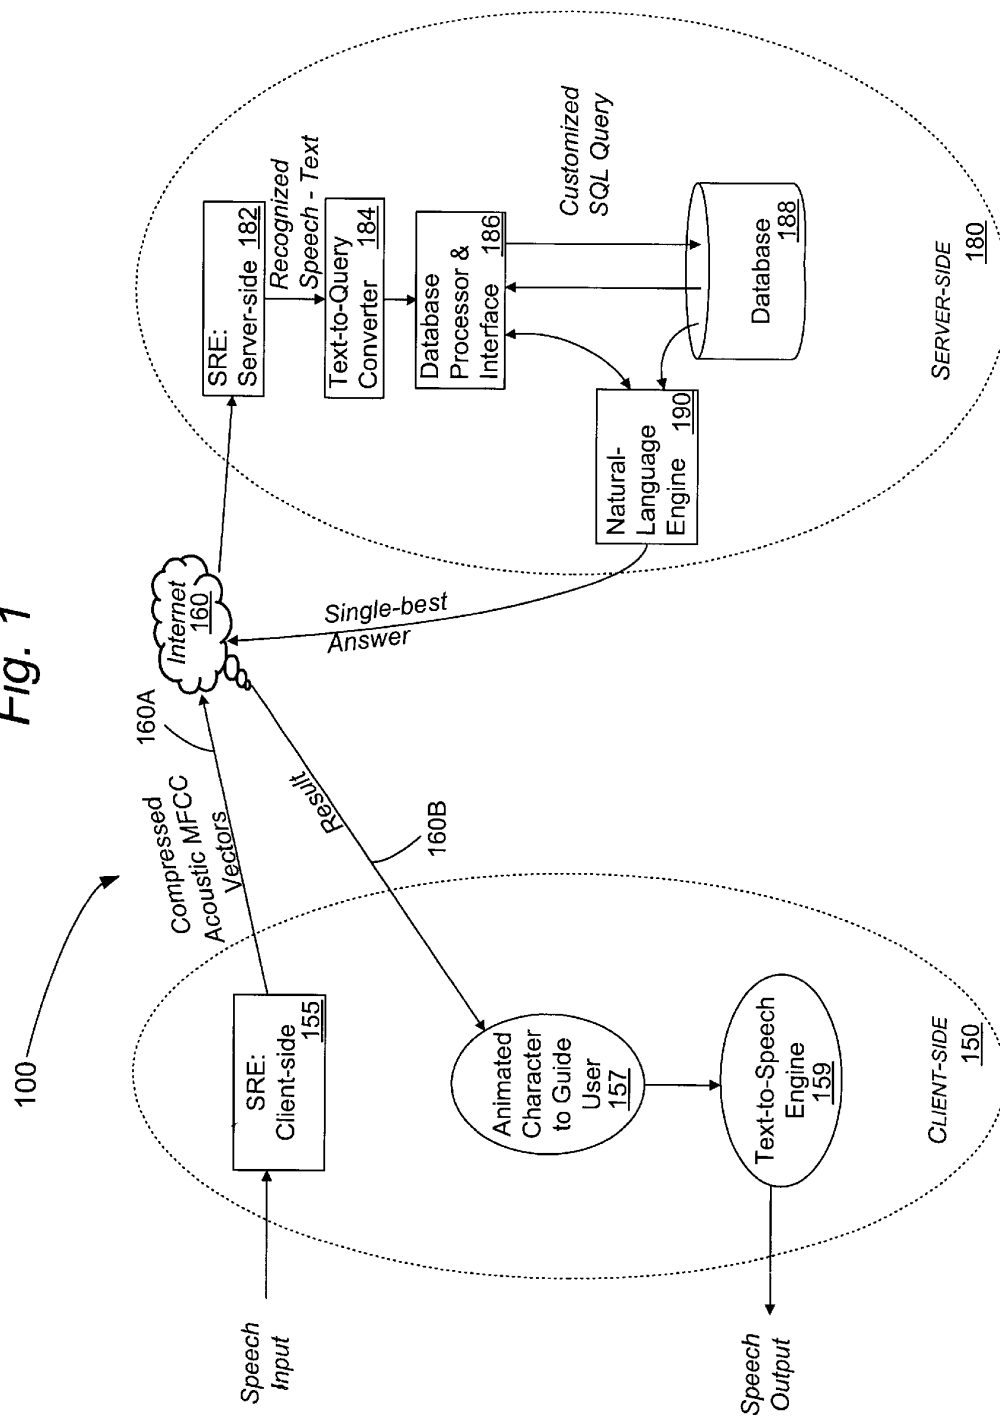 Fig. 1
100
Speech
Input
SRE:
Client-side
155
Compressed
Acoustic MFCC
Vectors
160A
Internet
160
SRE:
Server-side 182
Recognized
Speech - Text
Text-to-Query
Converter 184
Database
Processor &
Interface 186
Customized
SQL Query
Database
188
Natural-
Language
Engine 190
Single-best
Answer
Result
160B
Animated
Character
to Guide
User
157
Text-to-Speech
Engine
159
Speech
Output
CLIENT-SIDE
150
SERVER-SIDE
180